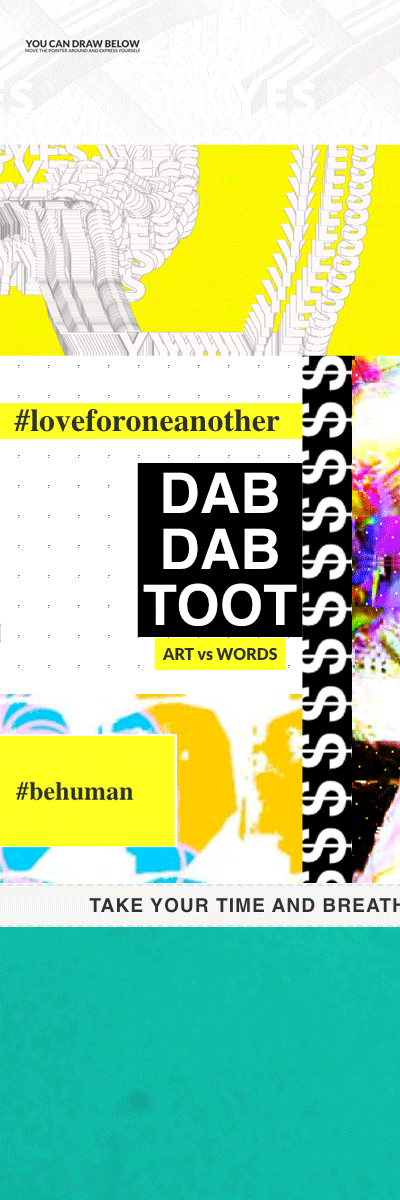 YOU CAN DRAW BELOW
MOVE THE POINTER AROUND AND EXPRESS YOURSELF
#loveforoneanother
DAB
DAB
TOOT
ART vs WORDS
#behuman
TAKE YOUR TIME AND BREATH
$$$$$$$$$$$